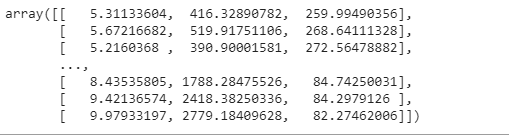 array([[   5.31133604,  416.32890782,  259.99490356],
       [   5.67216682,  519.91751106,  268.64111328],
       [   5.2160368 ,  390.90001581,  272.56478882],
       ...,
       [   8.43535805, 1788.28475526,   84.74250031],
       [   9.42136574, 2418.38250336,   84.2979126 ],
       [   9.97933197, 2779.18409628,   82.27462006]])